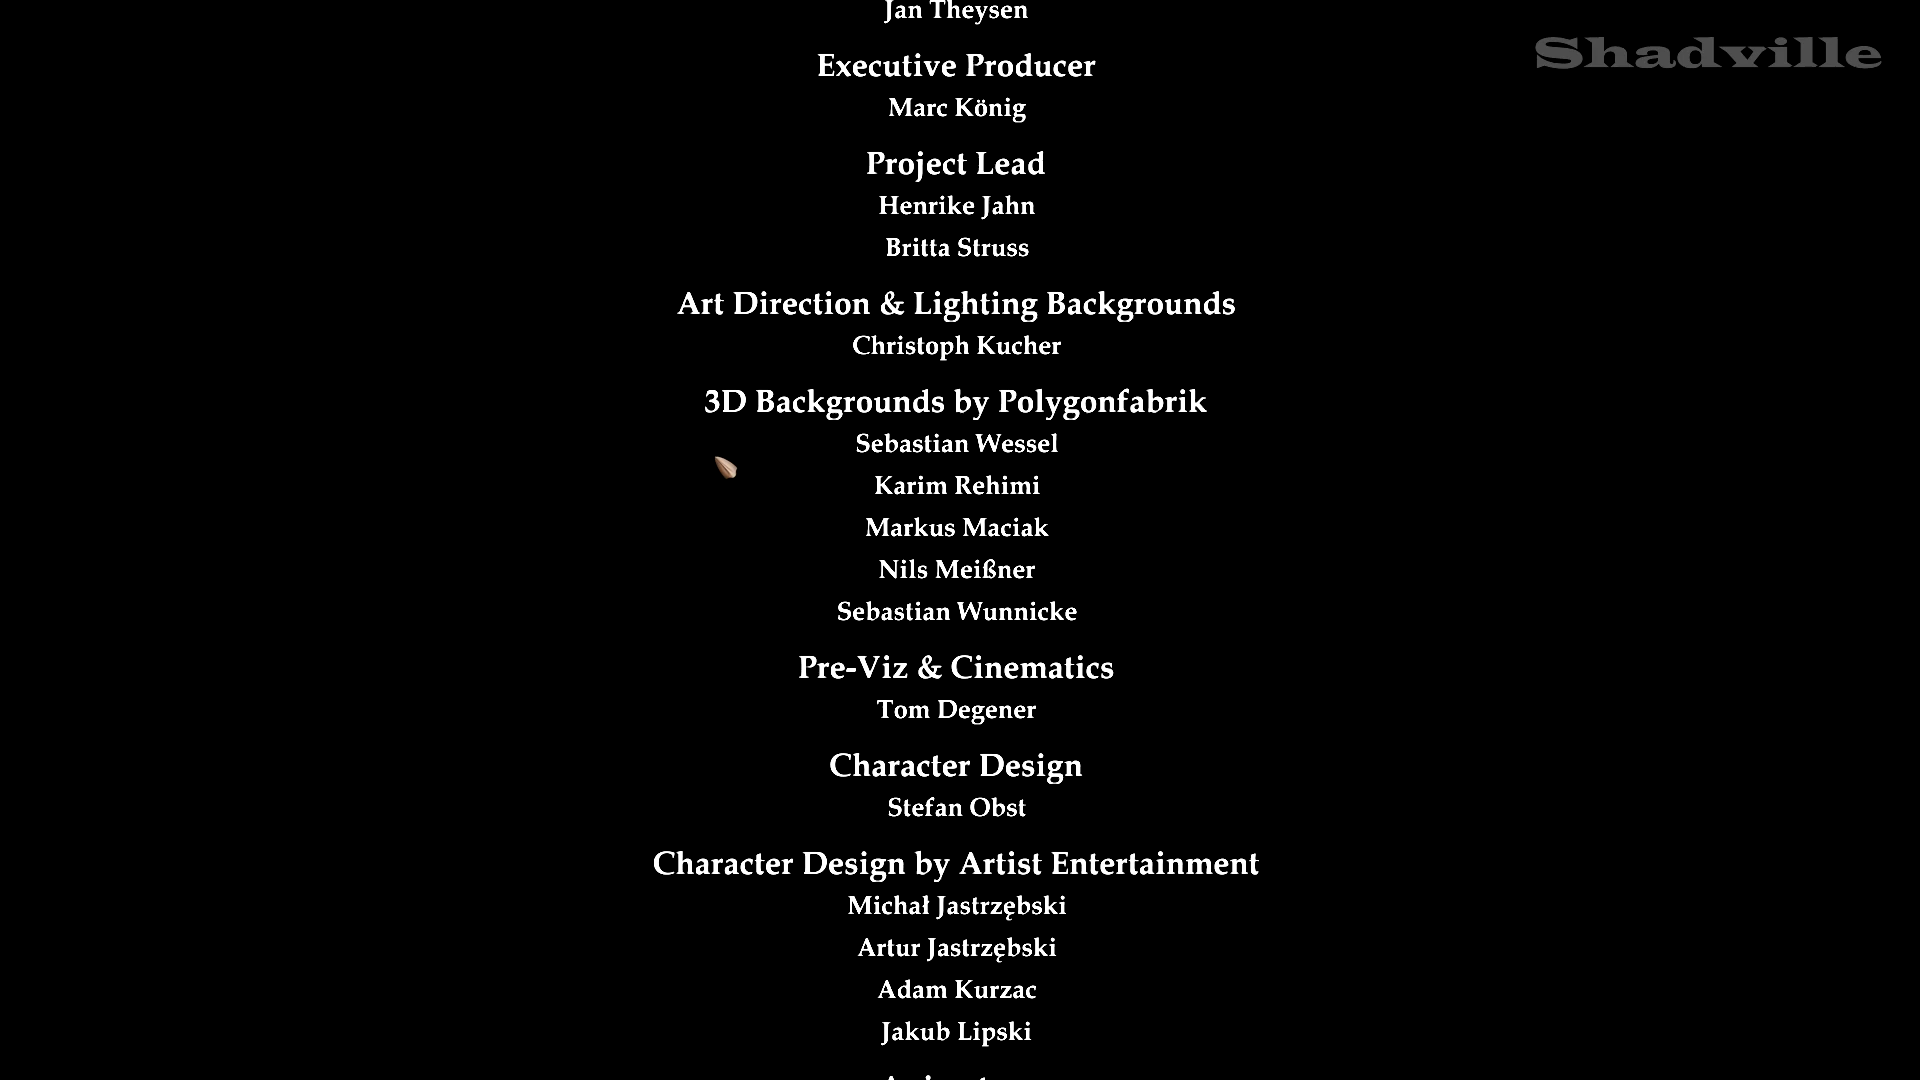 Jan Theysen
Shadville
Executive Producer
Marc König
Project Lead
Henrike Jahn
Britta Struss
Art Direction & Lighting Backgrounds
Christoph Kucher
3D Backgrounds by Polygonfabrik
Sebastian Wessel
Karim Rehimi
Markus Maciak
Nils Meißner
Sebastian Wunnicke
Pre-Viz & Cinematics
Tom Degener
Character Design
Stefan Obst
Character Design by Artist Entertainment
Michał Jastrzębski
Artur Jastrzębski
Adam Kurzac
Jakub Lipski